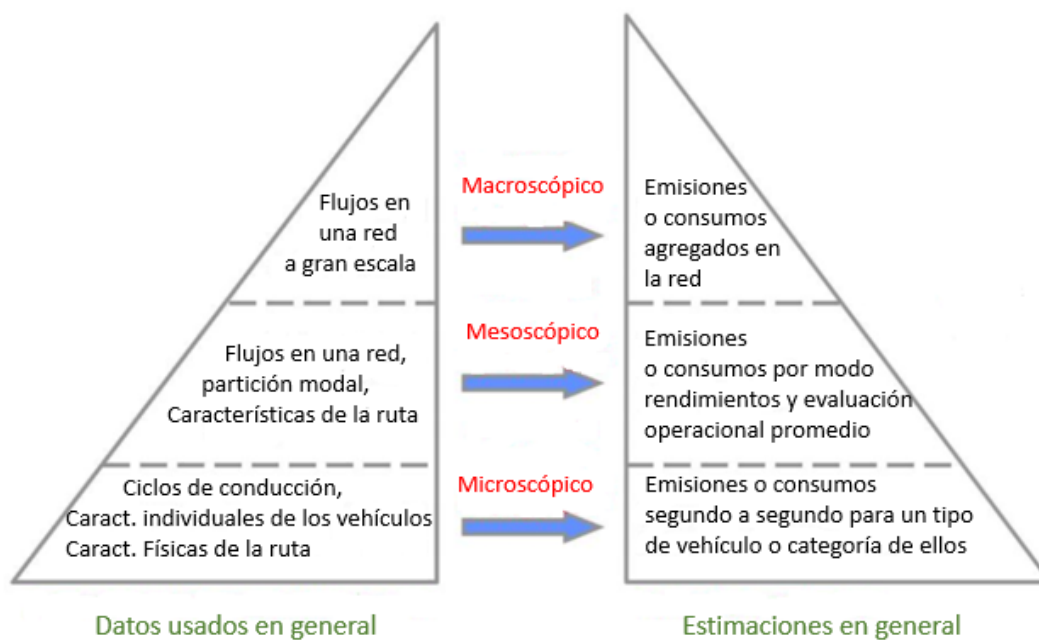 Flujos en
una red
a gran escala
Macroscópico
Emisiones
o consumos
agregados en
la red
Flujos en una red,
partición modal,
Características de la ruta
Mesoscópico
Emisiones
o consumos por modo
rendimientos y evaluación
operacional promedio
Ciclos de conducción,
Caract. individuales de los vehículos
Caract. Físicas de la ruta
Microscópico
Emisiones o consumos
segundo a segundo para un tipo
de vehículo o categoría de ellos
Datos usados en general
Estimaciones en general